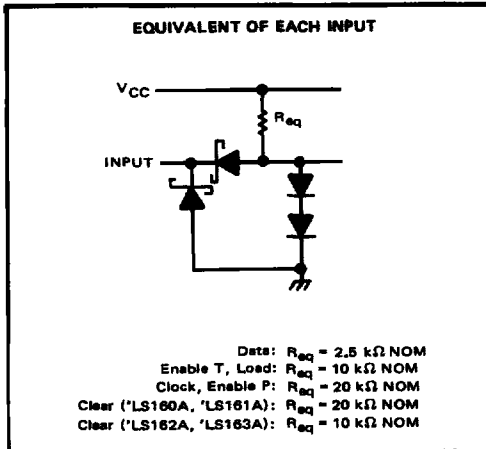 EQUIVALENT OF EACH INPUT
VCC
Req
INPUT
Data: Req = 2.5 kΩ NOM
Enable T, Load: Req = 10 kΩ NOM
Clock, Enable P: Req = 20 kΩ NOM
Clear ('LS160A, 'LS161A): Req = 20 kΩ NOM
Clear ('LS162A, 'LS163A): Req = 10 kΩ NOM